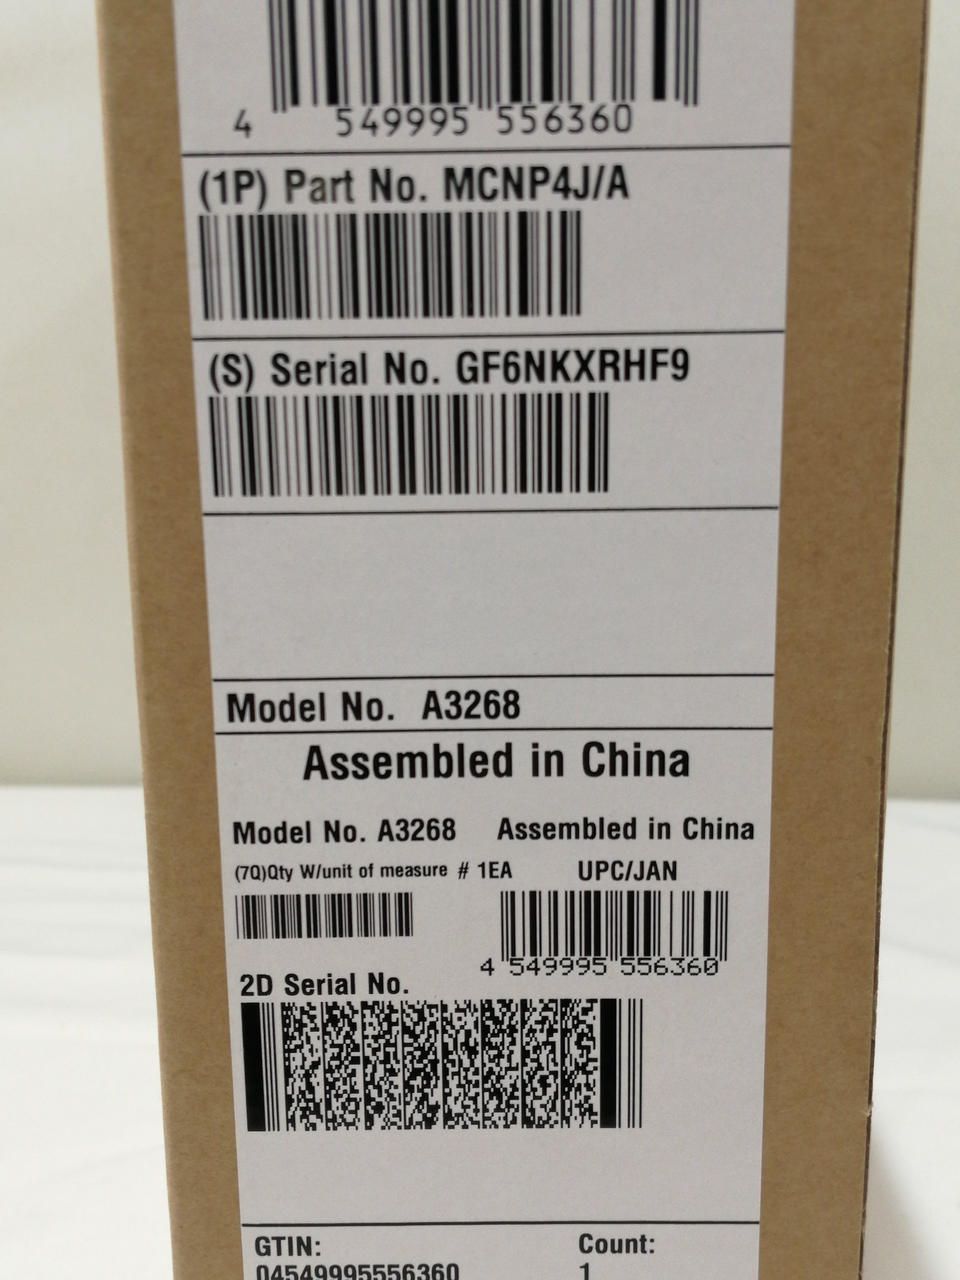 4 549995 556360
(1P) Part No. MCNP4J/A
(S) Serial No. GF6NKXRHF9
Model No. A3268
Assembled in China
Model No. A3268 Assembled in China
(7Q)Qty W/unit of measure # 1EA UPC/JAN
4 549995 556360
2D Serial No.
GTIN: Count:
04549995556360 1